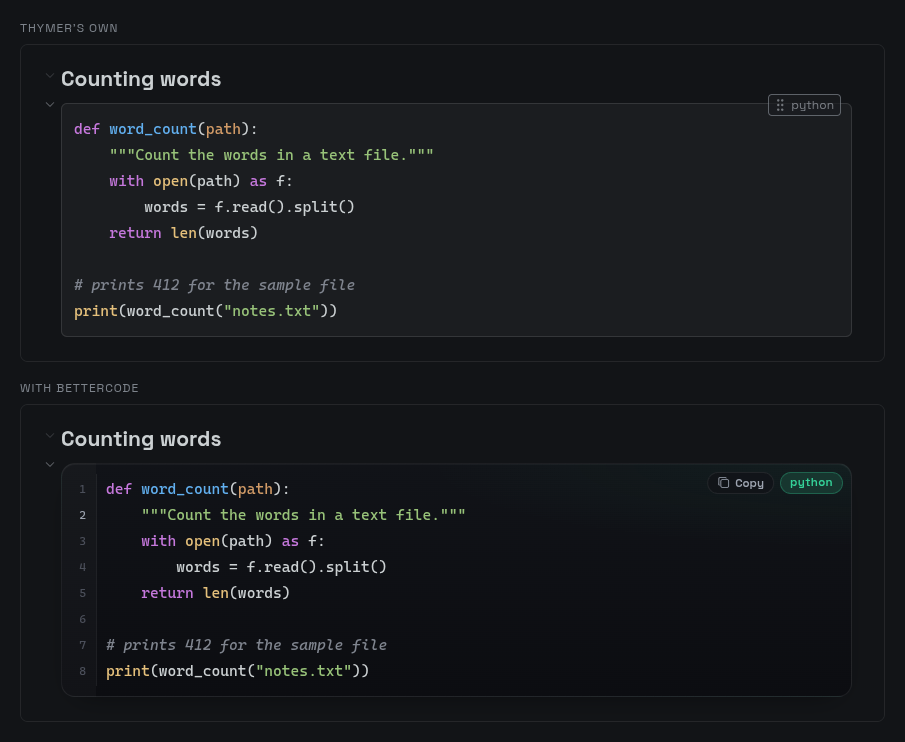 THYMER'S OWN
Counting words
python
def word_count(path):
    """Count the words in a text file."""
    with open(path) as f:
        words = f.read().split()
    return len(words)

# prints 412 for the sample file
print(word_count("notes.txt"))
WITH BETTERCODE
Counting words
Copy python
1 def word_count(path):
2     """Count the words in a text file."""
3     with open(path) as f:
4         words = f.read().split()
5     return len(words)
6
7 # prints 412 for the sample file
8 print(word_count("notes.txt"))